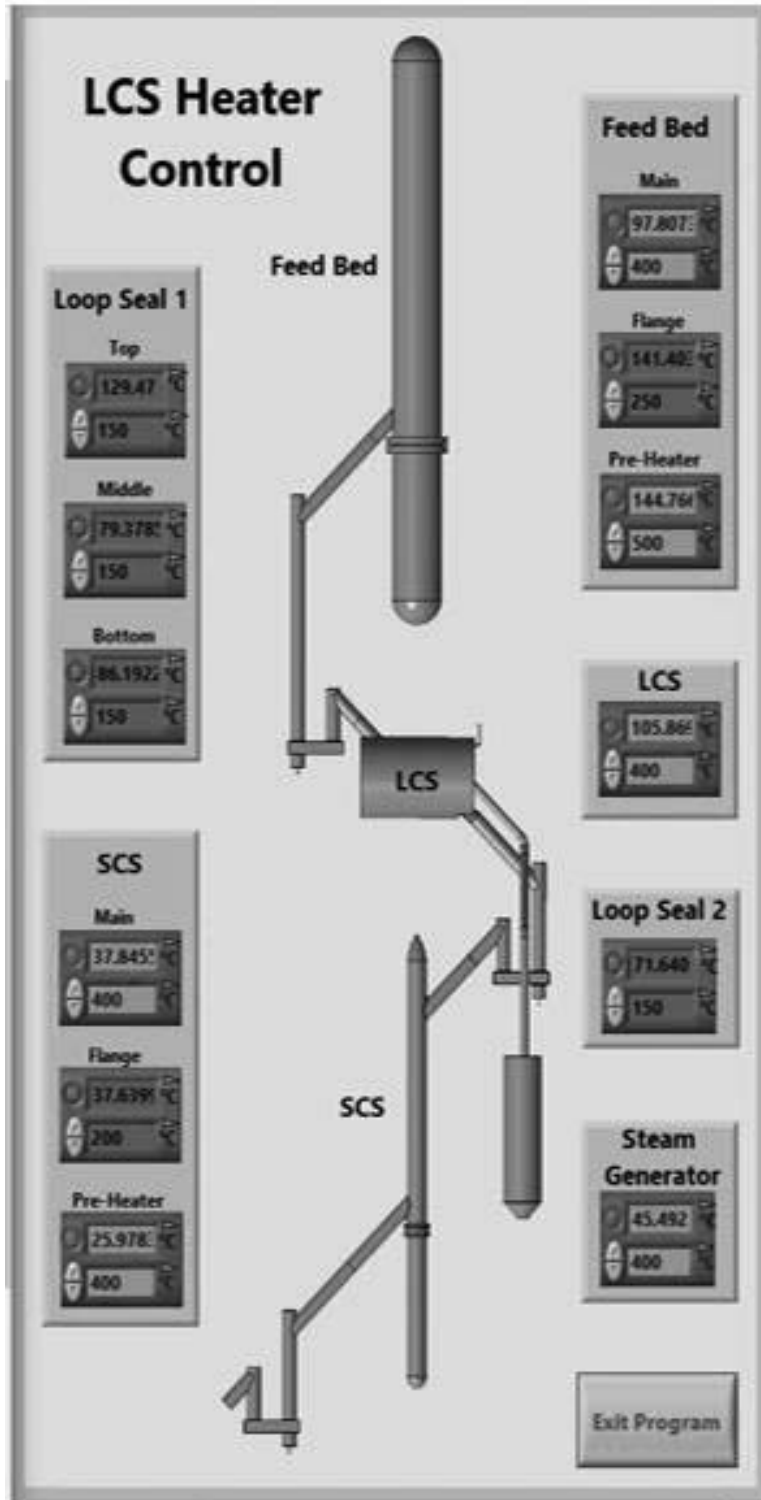 LCS Heater
Control
Feed Bed
Loop Seal 1
Top
129.47 °C
150 °C
Middle
79.378 °C
150 °C
Bottom
86.192 °C
150 °C
SCS
Main
37.845 °C
400 °C
Flange
37.639 °C
200 °C
Pre-Heater
25.978 °C
400 °C
LCS
SCS
Feed Bed
Main
97.807 °C
400 °C
Flange
141.40 °C
250 °C
Pre-Heater
144.76 °C
500 °C
LCS
105.86 °C
400 °C
Loop Seal 2
71.640 °C
150 °C
Steam
Generator
45.492 °C
400 °C
Exit Program